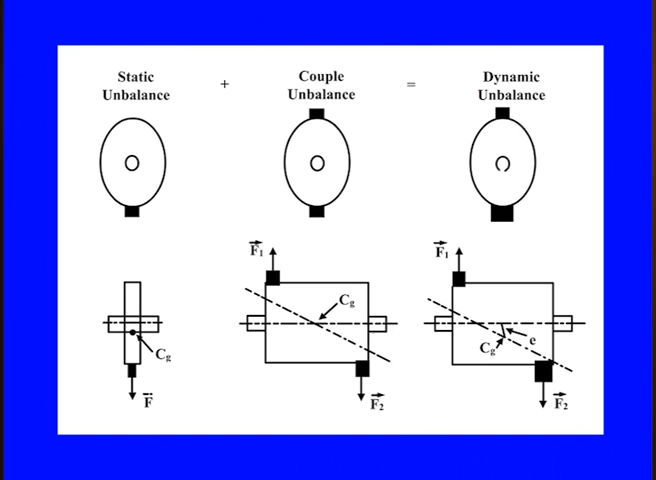 Static
Unbalance
+
Couple
Unbalance
=
Dynamic
Unbalance
F₁
F₁
Cg
e
Cg
Cg
F
F₂
F₂